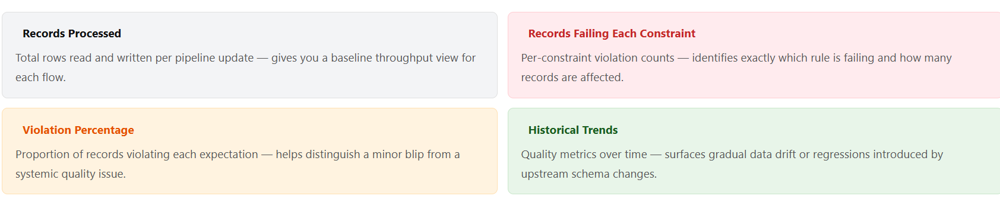 Records Processed
Total rows read and written per pipeline update — gives you a baseline throughput view for
each flow.
Records Failing Each Constraint
Per-constraint violation counts — identifies exactly which rule is failing and how many
records are affected.
Violation Percentage
Proportion of records violating each expectation — helps distinguish a minor blip from a
systemic quality issue.
Historical Trends
Quality metrics over time — surfaces gradual data drift or regressions introduced by
upstream schema changes.